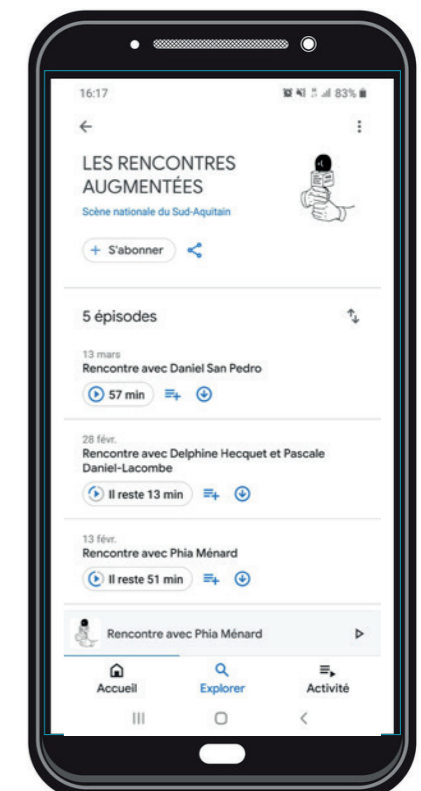 16:17 83%
LES RENCONTRES
AUGMENTÉES
Scène nationale du Sud-Aquitain
+ S'abonner
5 épisodes
13 mars
Rencontre avec Daniel San Pedro
57 min
28 févr.
Rencontre avec Delphine Hecquet et Pascale
Daniel-Lacombe
Il reste 13 min
13 févr.
Rencontre avec Phia Ménard
Il reste 51 min
Rencontre avec Phia Ménard
Accueil Explorer Activité